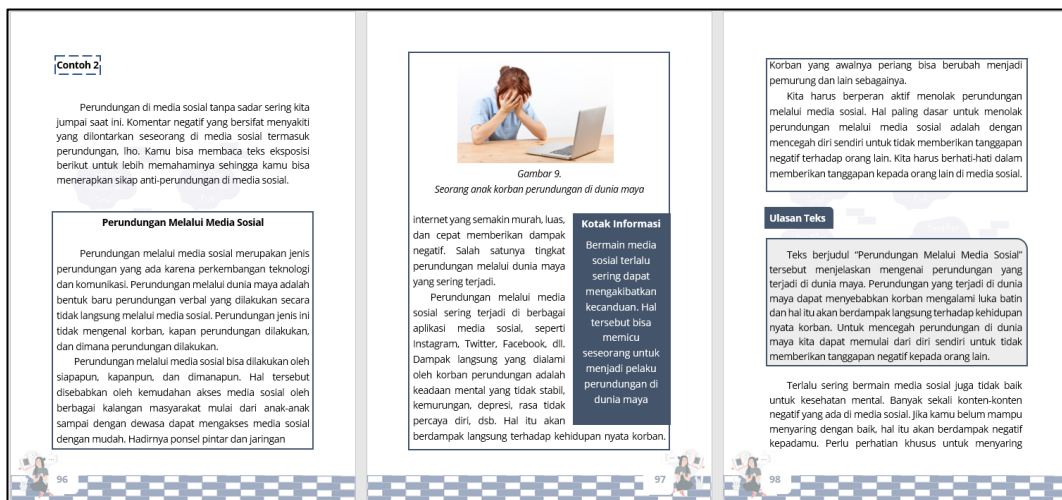 Contoh 2
Perundungan di media sosial tanpa sadar sering kita
jumpai saat ini. Komentar negatif yang bersifat menyakiti
yang dilontarkan seseorang di media sosial termasuk
perundungan, lho. Kamu bisa membaca teks eksposisi
berikut untuk lebih memahaminya sehingga kamu bisa
menerapkan sikap anti-perundungan di media sosial.
Perundungan Melalui Media Sosial
Perundungan melalui media sosial merupakan jenis
perundungan yang ada karena perkembangan teknologi
dan komunikasi. Perundungan melalui dunia maya adalah
bentuk baru perundungan verbal yang dilakukan secara
tidak langsung melalui media sosial. Perundungan jenis ini
tidak mengenal korban, kapan perundungan dilakukan,
dan dimana perundungan dilakukan.
Perundungan melalui media sosial bisa dilakukan oleh
siapapun, kapanpun, dan dimanapun. Hal tersebut
disebabkan oleh kemudahan akses media sosial oleh
berbagai kalangan masyarakat mulai dari anak-anak
sampai dengan dewasa dapat mengakses media sosial
dengan mudah. Hadirnya ponsel pintar dan jaringan
96
Gambar 9.
Seorang anak korban perundungan di dunia maya
internet yang semakin murah, luas,
dan cepat memberikan dampak
negatif. Salah satunya tingkat
perundungan melalui dunia maya
yang sering terjadi.
Perundungan melalui media
sosial sering terjadi di berbagai
aplikasi media sosial, seperti
Instagram, Twitter, Facebook, dll.
Dampak langsung yang dialami
oleh korban perundungan adalah
keadaan mental yang tidak stabil,
kemurungan, depresi, rasa tidak
percaya diri, dsb. Hal itu akan
berdampak langsung terhadap kehidupan nyata korban.
Kotak Informasi
Bermain media
sosial terlalu
sering dapat
mengakibatkan
kecanduan. Hal
tersebut bisa
memicu
seseorang untuk
menjadi pelaku
perundungan di
dunia maya
97
Korban yang awalnya periang bisa berubah menjadi
pemurung dan lain sebagainya.
Kita harus berperan aktif menolak perundungan
melalui media sosial. Hal paling dasar untuk menolak
perundungan melalui media sosial adalah dengan
mencegah diri sendiri untuk tidak memberikan tanggapan
negatif terhadap orang lain. Kita harus berhati-hati dalam
memberikan tanggapan kepada orang lain di media sosial.
Ulasan Teks
Teks berjudul "Perundungan Melalui Media Sosial"
tersebut menjelaskan mengenai perundungan yang
terjadi di dunia maya. Perundungan yang terjadi di dunia
maya dapat menyebabkan korban mengalami luka batin
dan hal itu akan berdampak langsung terhadap kehidupan
nyata korban. Untuk mencegah perundungan di dunia
maya kita dapat memulai dari diri sendiri untuk tidak
memberikan tanggapan negatif kepada orang lain.
Terlalu sering bermain media sosial juga tidak baik
untuk kesehatan mental. Banyak sekali konten-konten
negatif yang ada di media sosial. Jika kamu belum mampu
menyaring dengan baik, hal itu akan berdampak negatif
kepadamu. Perlu perhatian khusus untuk menyaring
98